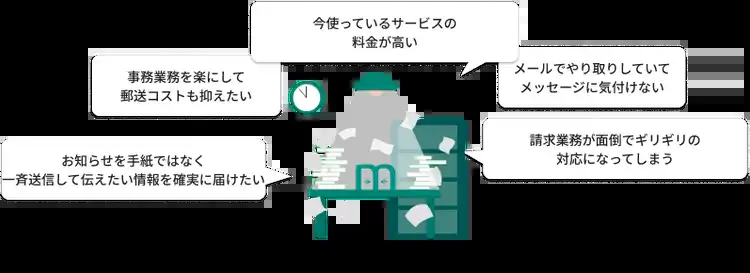 今使っているサービスの
料金が高い
事務業務を楽にして
郵送コストも抑えたい
メールでやり取りしていて
メッセージに気付けない
請求業務が面倒でギリギリの
対応になってしまう
お知らせを手紙ではなく
一斉送信して伝えたい情報を確実に届けたい